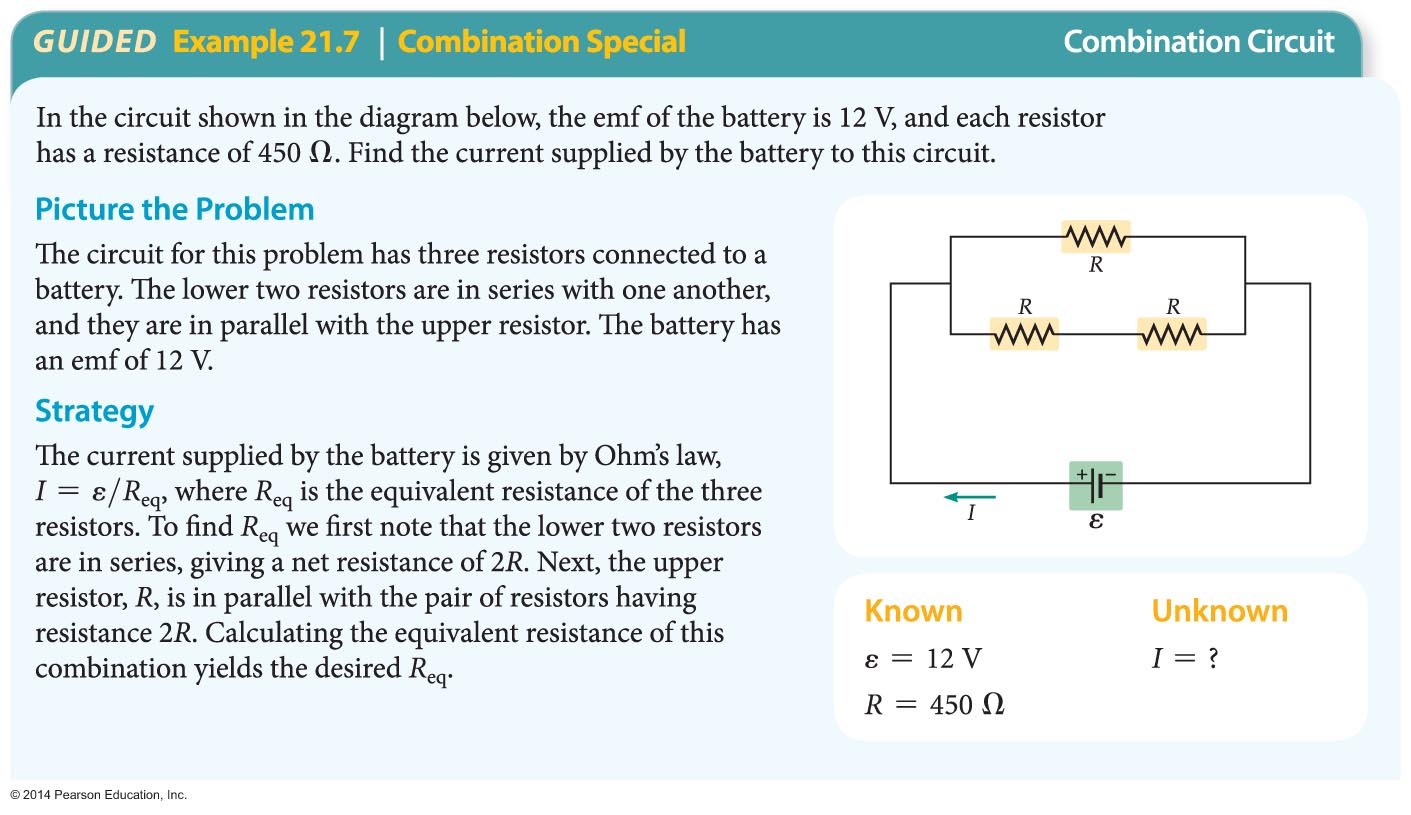 GUIDED Example 21.7 | Combination Special
Combination Circuit
In the circuit shown in the diagram below, the emf of the battery is 12 V, and each resistor
has a resistance of 450 Ω. Find the current supplied by the battery to this circuit.
Picture the Problem
The circuit for this problem has three resistors connected to a
battery. The lower two resistors are in series with one another,
and they are in parallel with the upper resistor. The battery has
an emf of 12 V.
Strategy
The current supplied by the battery is given by Ohm's law,
I = ε/Req, where Req is the equivalent resistance of the three
resistors. To find Req we first note that the lower two resistors
are in series, giving a net resistance of 2R. Next, the upper
resistor, R, is in parallel with the pair of resistors having
resistance 2R. Calculating the equivalent resistance of this
combination yields the desired Req.
R
R R
+ −
I
ε
Known
ε = 12 V
R = 450 Ω
Unknown
I = ?
© 2014 Pearson Education, Inc.